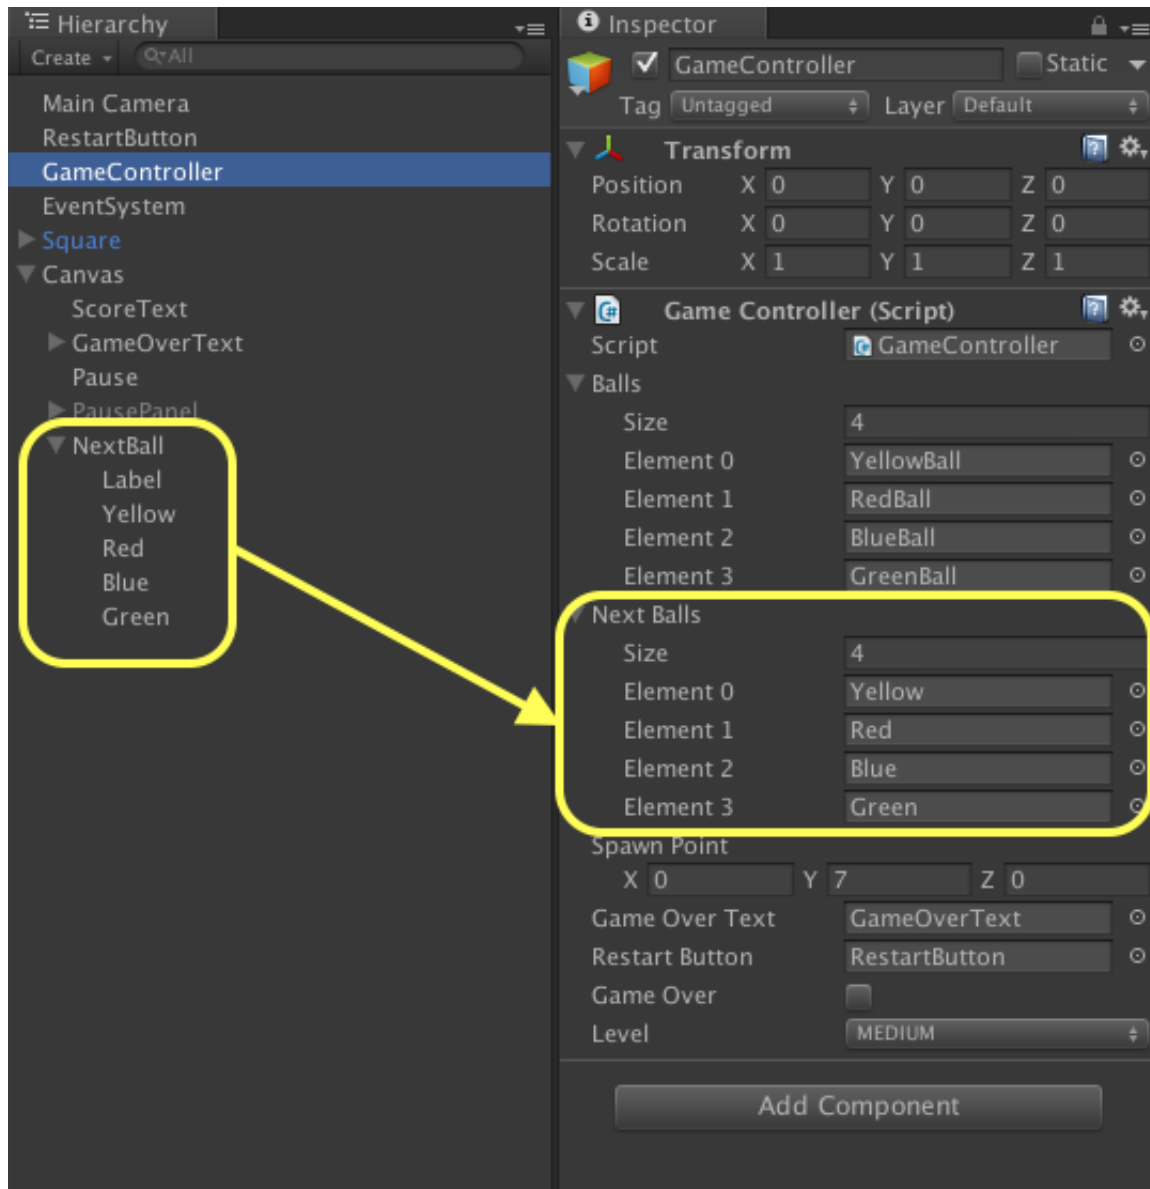 Hierarchy
Create
All
Main Camera
RestartButton
GameController
EventSystem
Square
Canvas
ScoreText
GameOverText
Pause
PausePanel
NextBall
Label
Yellow
Red
Blue
Green
Inspector
GameController Static
Tag Untagged Layer Default
Transform
Position X 0 Y 0 Z 0
Rotation X 0 Y 0 Z 0
Scale X 1 Y 1 Z 1
Game Controller (Script)
Script GameController
Balls
Size 4
Element 0 YellowBall
Element 1 RedBall
Element 2 BlueBall
Element 3 GreenBall
Next Balls
Size 4
Element 0 Yellow
Element 1 Red
Element 2 Blue
Element 3 Green
Spawn Point
X 0 Y 7 Z 0
Game Over Text GameOverText
Restart Button RestartButton
Game Over
Level MEDIUM
Add Component